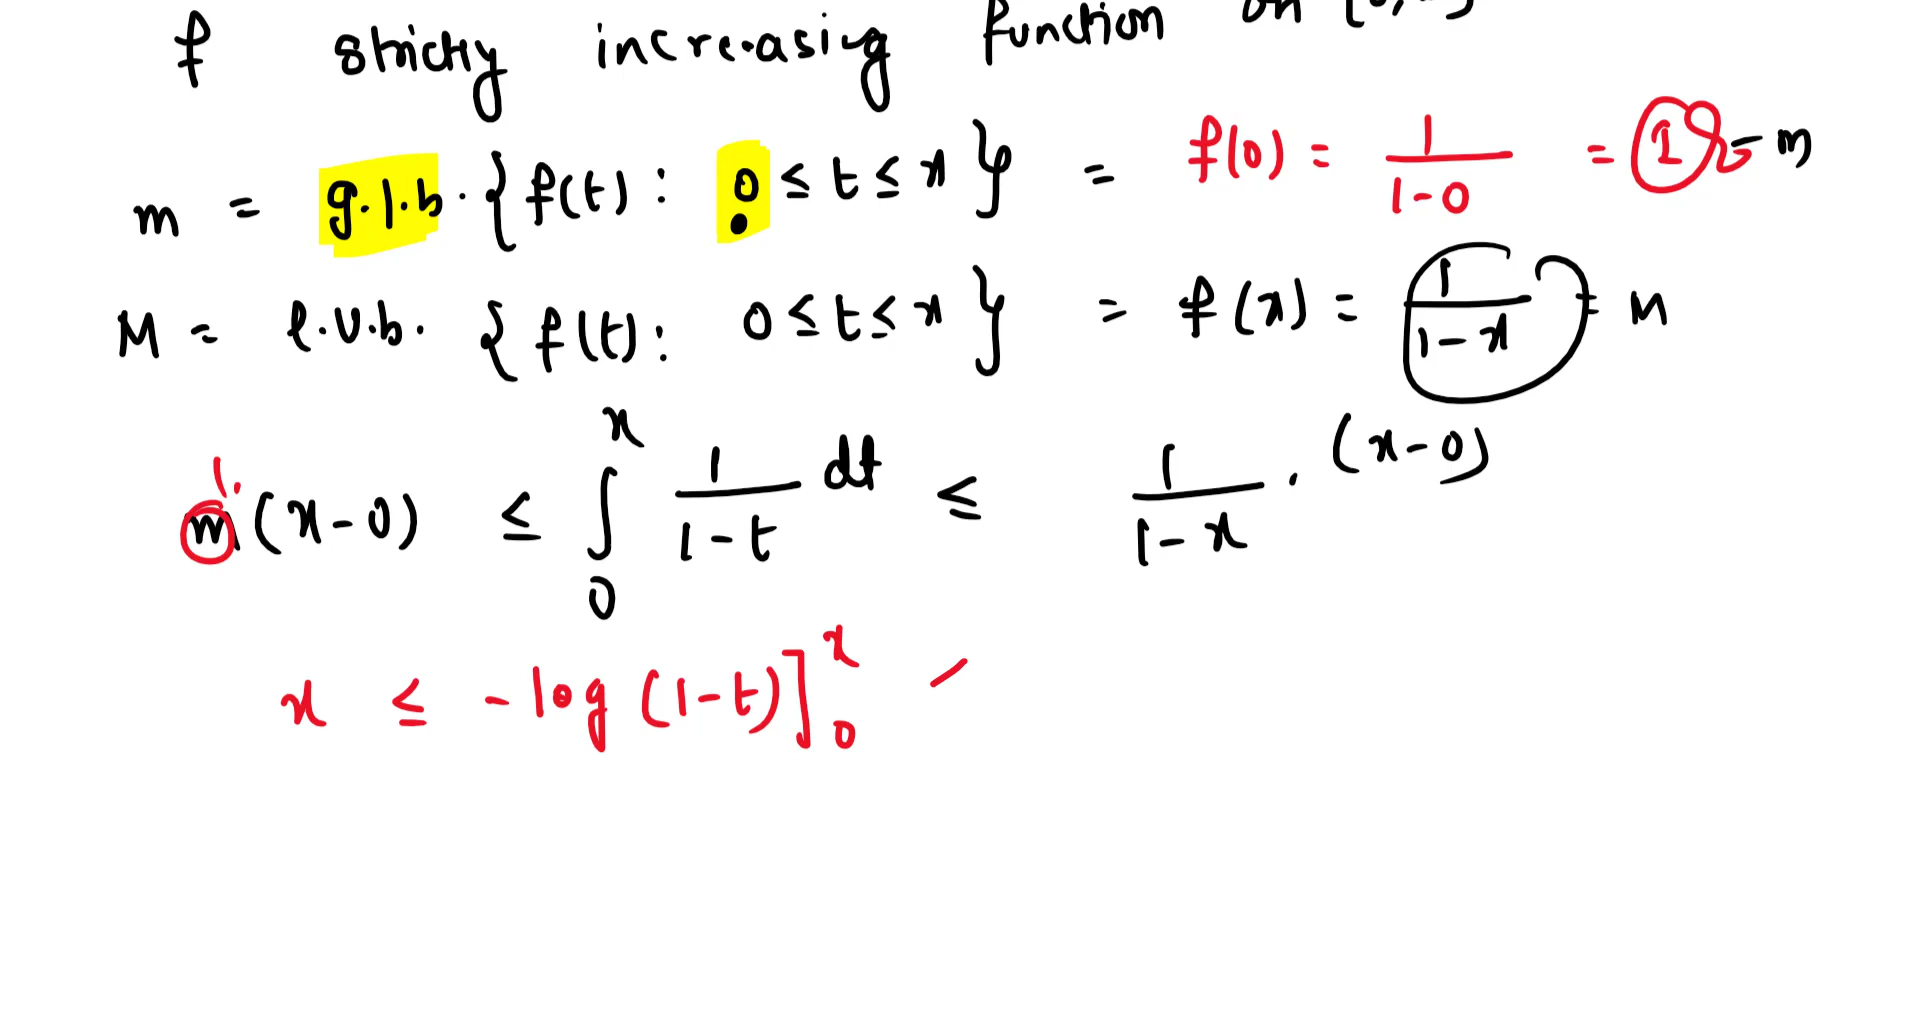 f strictly increasing function on
m = g.l.b. { f(t) : 0 ≤ t ≤ x } = f(0) = 1/(1-0) = 1 = m
M = l.u.b. { f(t) : 0 ≤ t ≤ x } = f(x) = 1/(1-x) = M
1. m(x-0) ≤ ∫₀ˣ 1/(1-t) dt ≤ 1/(1-x) . (x-0)
x ≤ -log (1-t)]₀ˣ